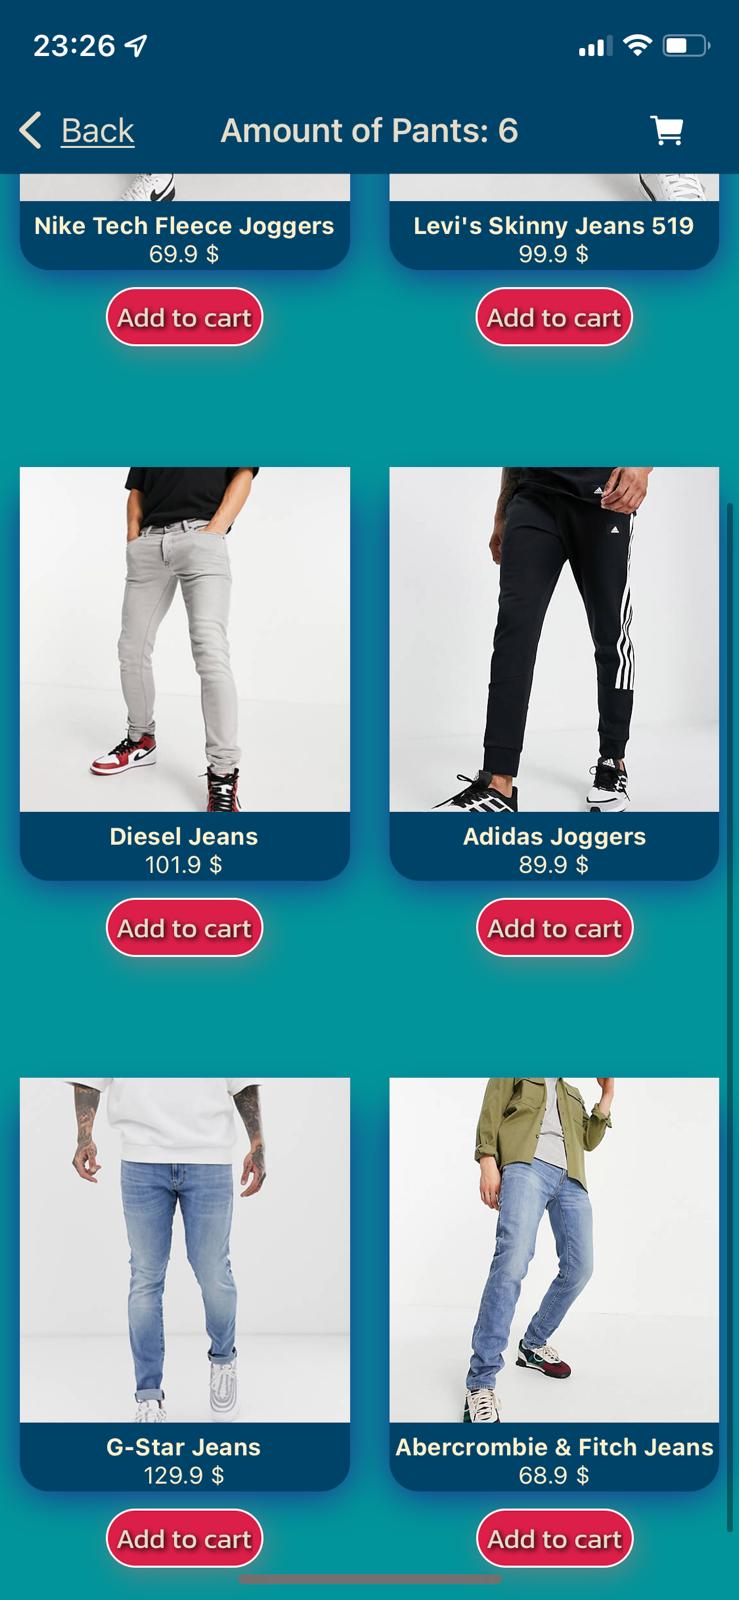 23:26
Back
Amount of Pants: 6
Nike Tech Fleece Joggers
69.9 $
Levi's Skinny Jeans 519
99.9 $
Add to cart
Add to cart
Diesel Jeans
101.9 $
Adidas Joggers
89.9 $
Add to cart
Add to cart
G-Star Jeans
129.9 $
Abercrombie & Fitch Jeans
68.9 $
Add to cart
Add to cart